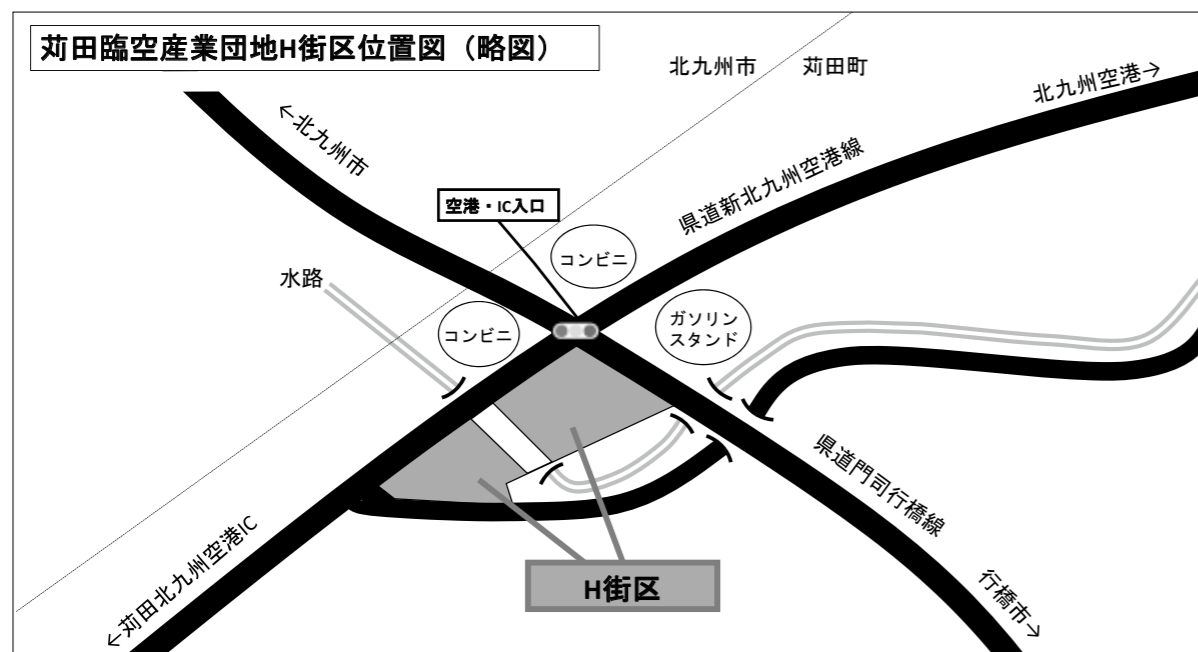 苅田臨空産業団地H街区位置図（略図）
北九州市
苅田町
北九州空港→
←北九州市
県道新北九州空港線
空港・IC入口
コンビニ
水路
コンビニ
ガソリン
スタンド
県道門司行橋線
←苅田北九州空港IC
H街区
行橋市→